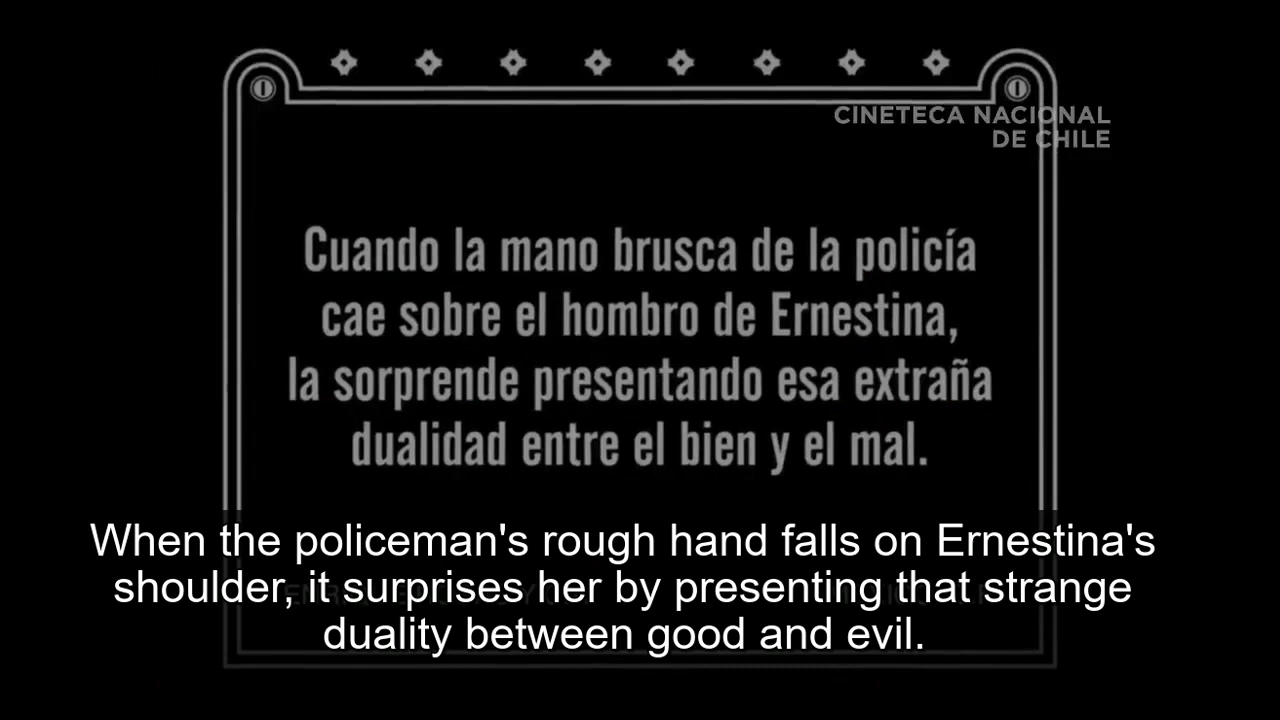 CINETECA NACIONAL
DE CHILE
Cuando la mano brusca de la policía
cae sobre el hombro de Ernestina,
la sorprende presentando esa extraña
dualidad entre el bien y el mal.
When the policeman's rough hand falls on Ernestina's
shoulder, it surprises her by presenting that strange
duality between good and evil.